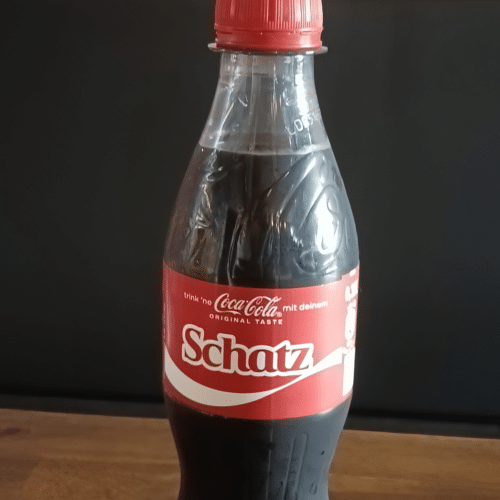 trink 'ne Coca-Cola mit deinem
ORIGINAL TASTE
Schatz